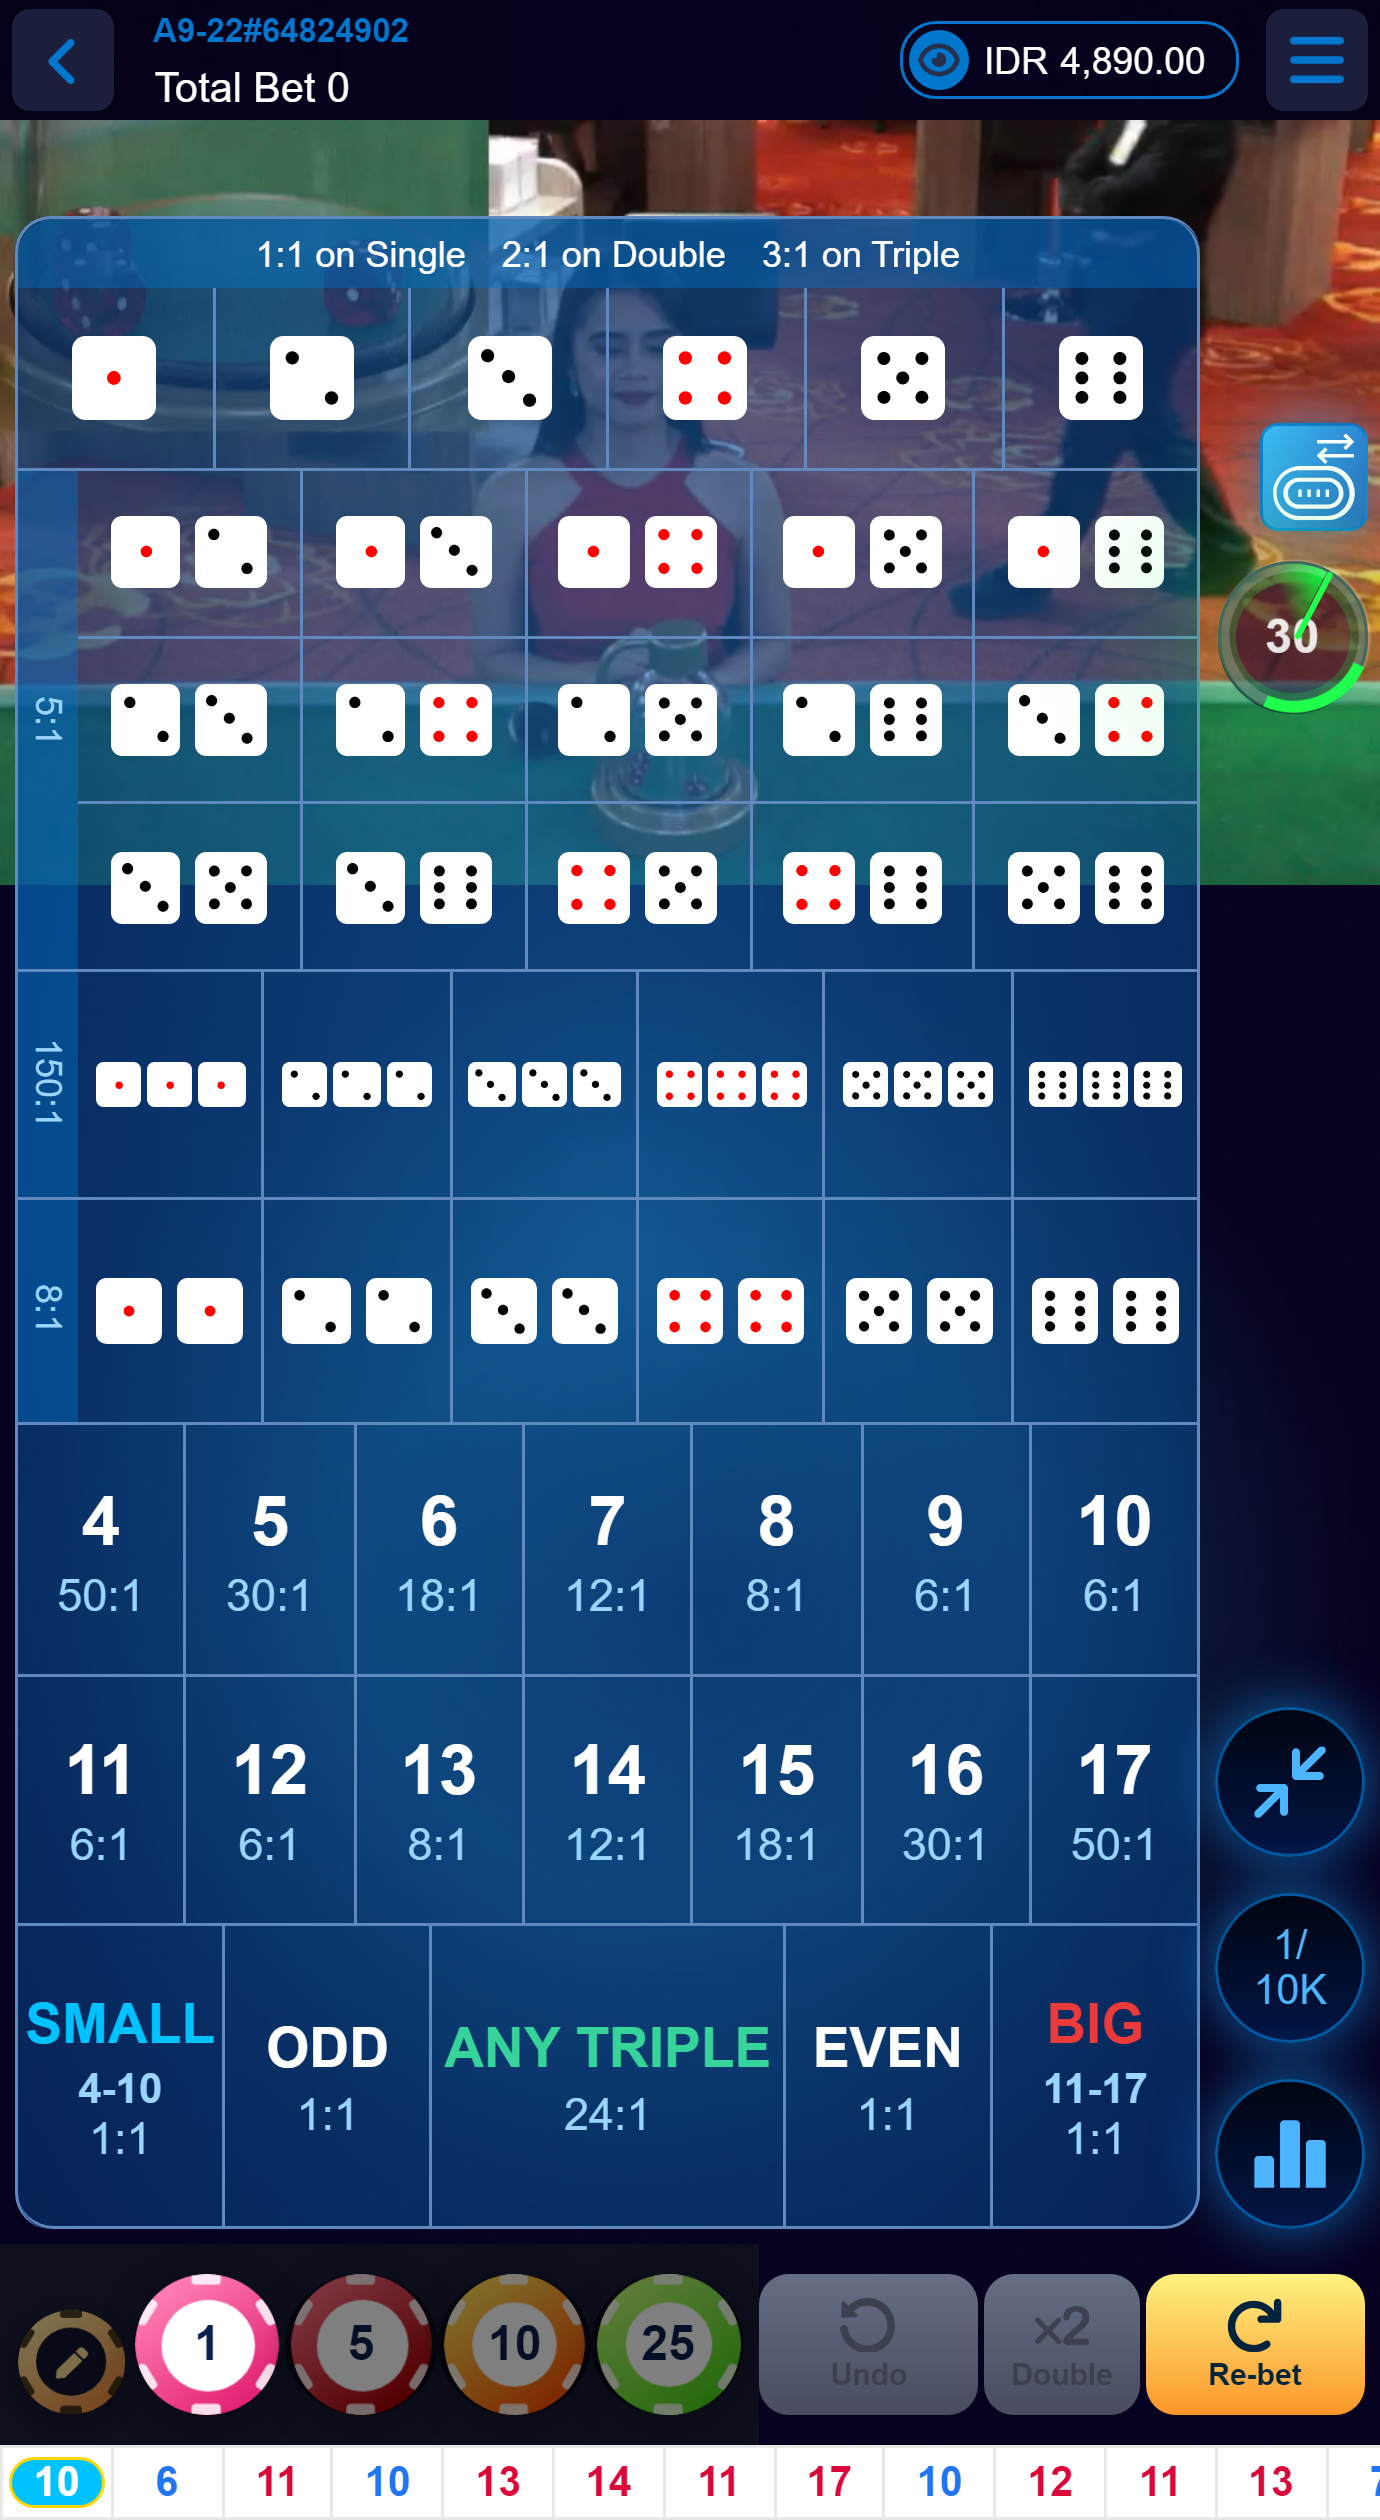 A9-22#64824902
Total Bet 0
IDR 4,890.00
1:1 on Single 2:1 on Double 3:1 on Triple
30
5:1
150:1
8:1
4 5 6 7 8 9 10
50:1 30:1 18:1 12:1 8:1 6:1 6:1
11 12 13 14 15 16 17
6:1 6:1 8:1 12:1 18:1 30:1 50:1
SMALL
4-10
1:1
ODD
1:1
ANY TRIPLE
24:1
EVEN
1:1
BIG
11-17
1:1
1/
10K
1 5 10 25
Undo
x2
Double
Re-bet
10 6 11 10 13 14 11 17 10 12 11 13